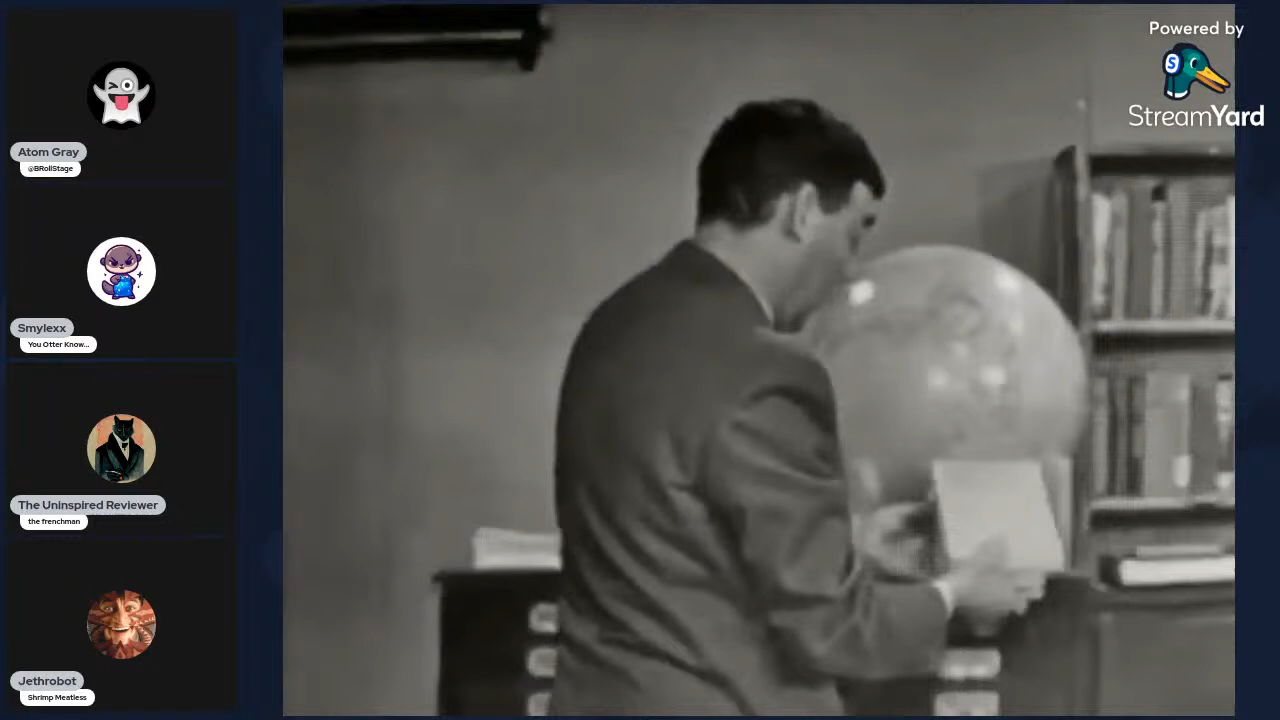 Powered by
StreamYard
Atom Gray
@BRollStage
Smylexx
You Otter Know...
The Uninspired Reviewer
the frenchman
Jethrobot
Shrimp Meatless